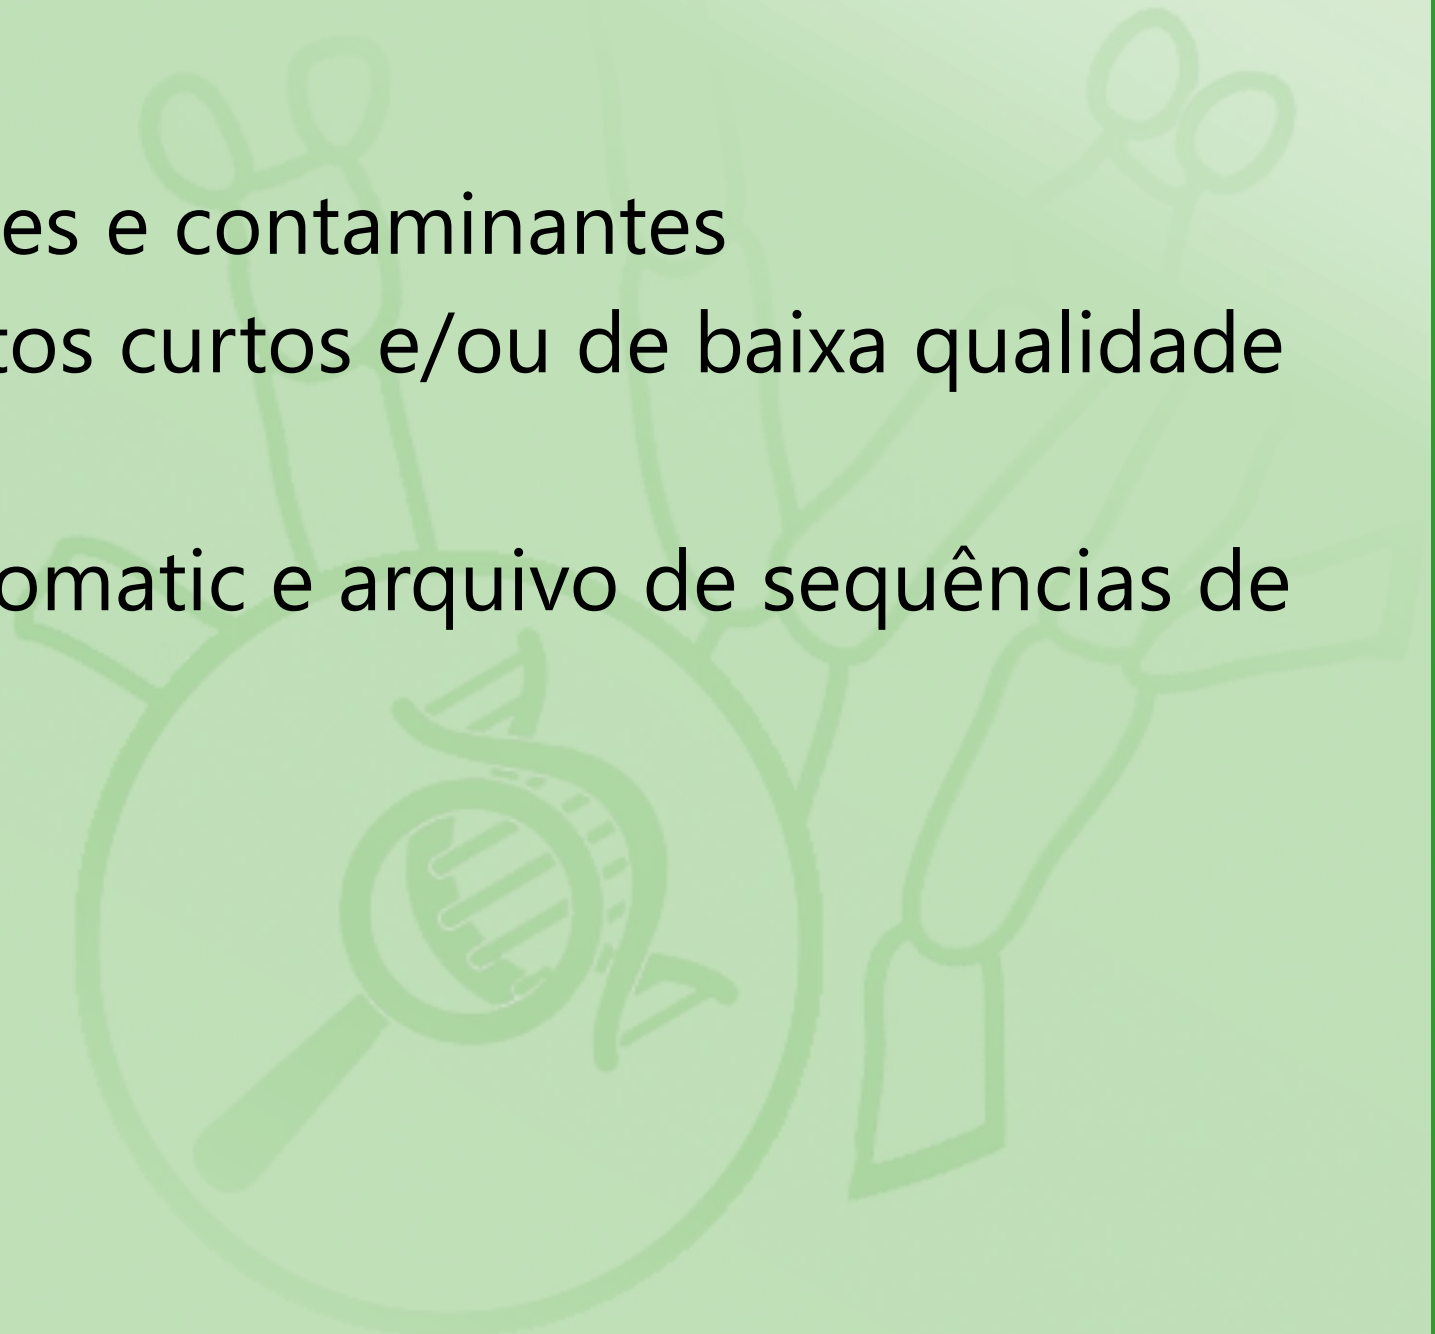 es e contaminantes
tos curtos e/ou de baixa qualidade
omatic e arquivo de sequências de